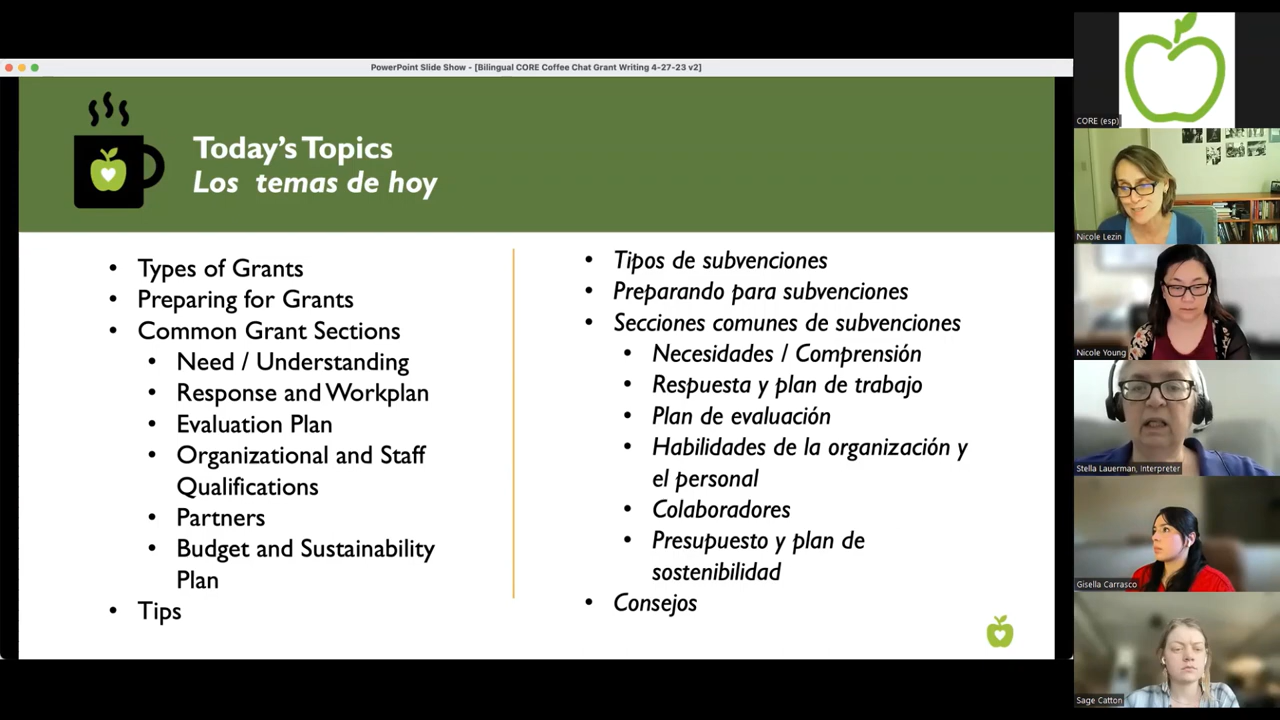 PowerPoint Slide Show - [Bilingual CORE Coffee Chat Grant Writing 4-27-23 v2]
Today's Topics
Los temas de hoy
• Types of Grants
• Preparing for Grants
• Common Grant Sections
• Need / Understanding
• Response and Workplan
• Evaluation Plan
• Organizational and Staff
Qualifications
• Partners
• Budget and Sustainability
Plan
• Tips
• Tipos de subvenciones
• Preparando para subvenciones
• Secciones comunes de subvenciones
• Necesidades / Comprensión
• Respuesta y plan de trabajo
• Plan de evaluación
• Habilidades de la organización y
el personal
• Colaboradores
• Presupuesto y plan de
sostenibilidad
• Consejos
CORE (esp)
Nicole Lezin
Nicole Young
Stella Lauerman, Interpreter
Gisella Carrasco
Sage Catton